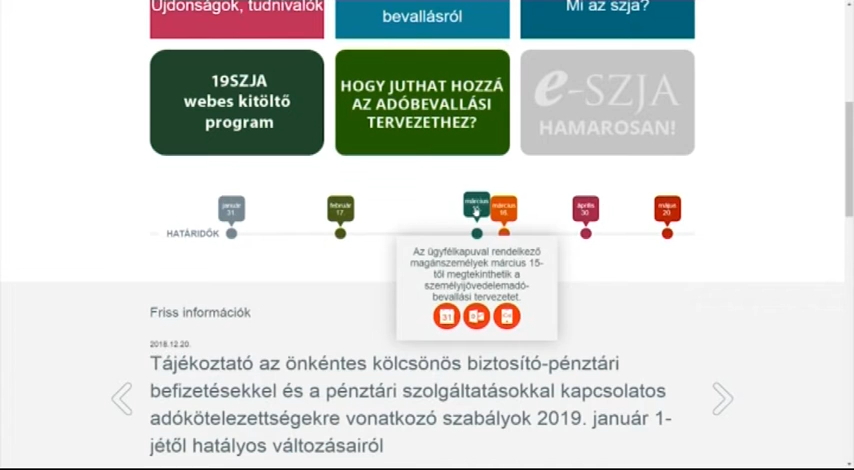 Újdonságok, tudnivalók
bevallásról
Mi az szja?
19SZJA
webes kitöltő
program
HOGY JUTHAT HOZZÁ
AZ ADÓBEVALLÁSI
TERVEZETHEZ?
e-SZJA
HAMAROSAN!
január
31.
február
17.
március
március
16.
április
30.
május
20.
HATÁRIDŐK
Az ügyfélkapuval rendelkező
magánszemélyek március 15-
től megtekinthetik a
személyijövedelemadó-
bevallási tervezetet.
31
Friss információk
2018.12.20.
Tájékoztató az önkéntes kölcsönös biztosító-pénztári
befizetésekkel és a pénztári szolgáltatásokkal kapcsolatos
adókötelezettségekre vonatkozó szabályok 2019. január 1-
jétől hatályos változásairól